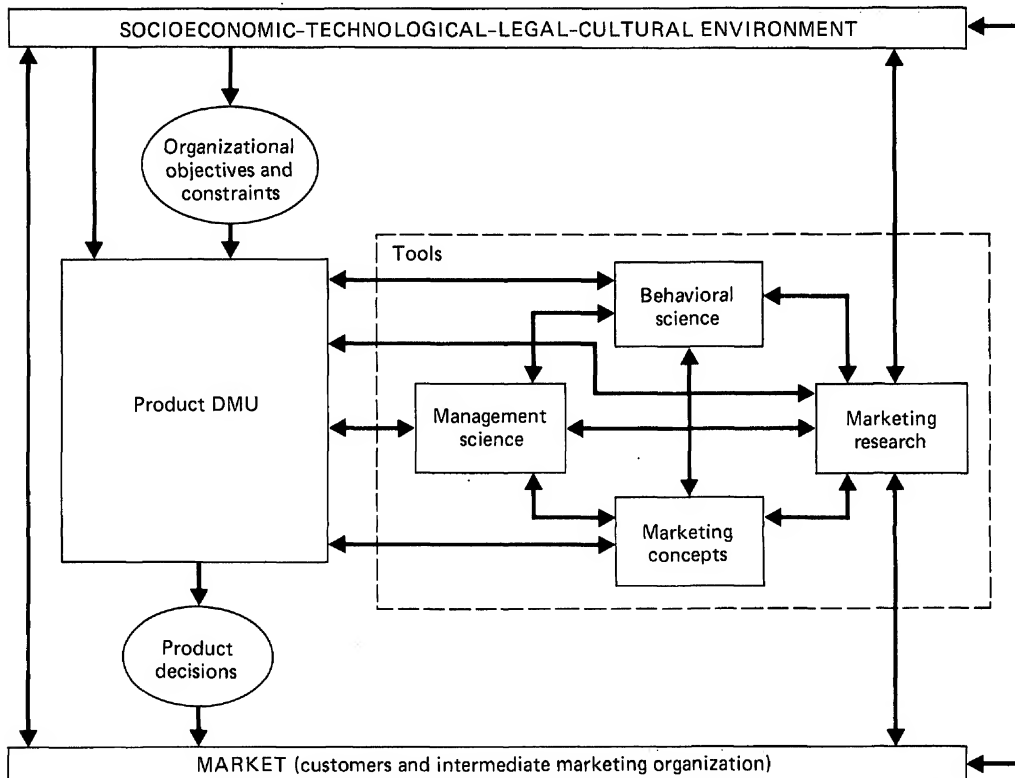 SOCIOECONOMIC-TECHNOLOGICAL-LEGAL-CULTURAL ENVIRONMENT
Organizational
objectives and
constraints
Tools
Behavioral
science
Product DMU
Management
science
Marketing
research
Marketing
concepts
Product
decisions
MARKET (customers and intermediate marketing organization)